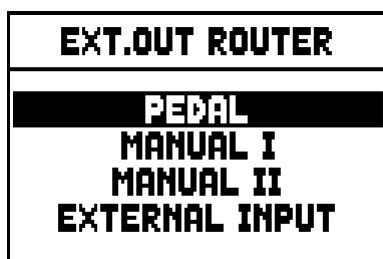 EXT.OUT ROUTER
PEDAL
MANUAL I
MANUAL II
EXTERNAL INPUT